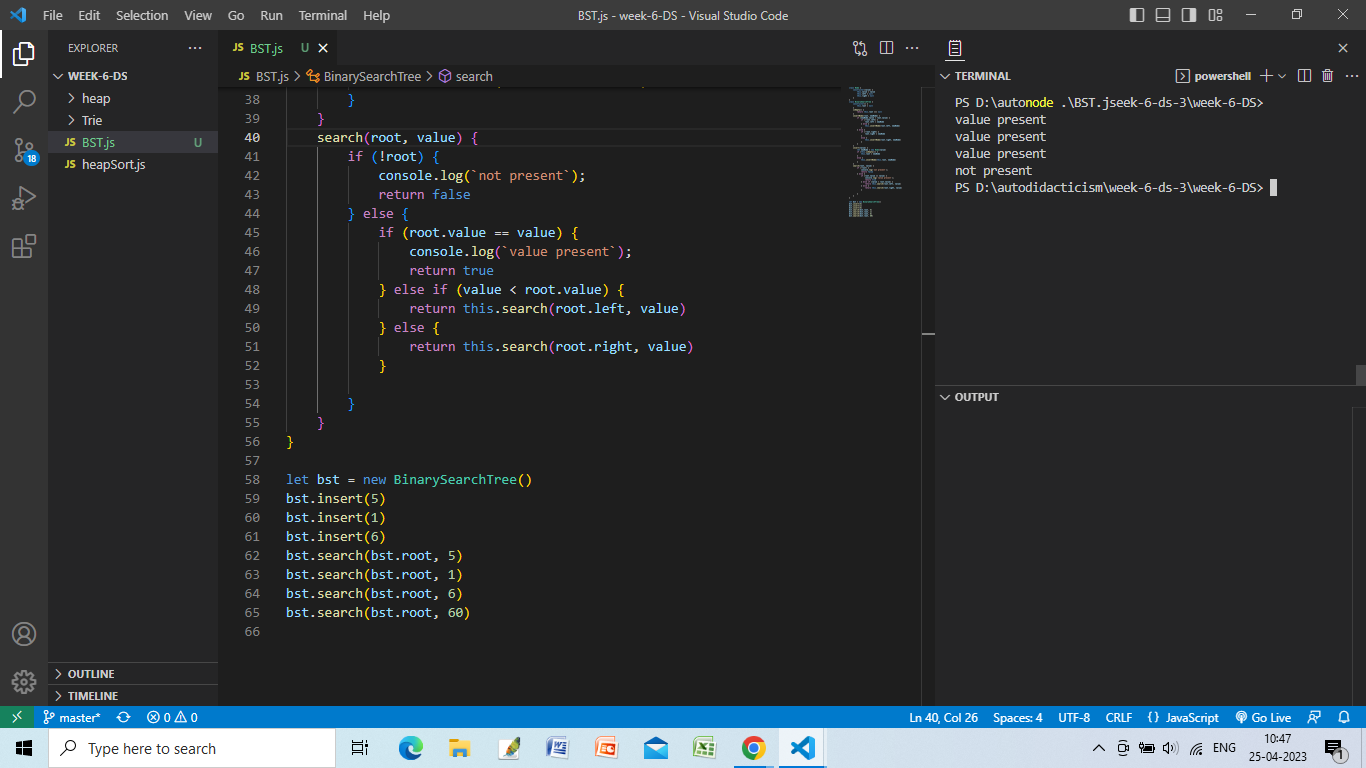 File Edit Selection View Go Run Terminal Help BST.js - week-6-DS - Visual Studio Code
EXPLORER
WEEK-6-DS
heap
Trie
JS BST.js U
JS heapSort.js
OUTLINE
TIMELINE
18
JS BST.js U
JS BST.js > BinarySearchTree > search
38 }
39 }
40 search(root, value) {
41 if (!root) {
42 console.log(`not present`);
43 return false
44 } else {
45 if (root.value == value) {
46 console.log(`value present`);
47 return true
48 } else if (value < root.value) {
49 return this.search(root.left, value)
50 } else {
51 return this.search(root.right, value)
52 }
53
54 }
55 }
56 }
57
58 let bst = new BinarySearchTree()
59 bst.insert(5)
60 bst.insert(1)
61 bst.insert(6)
62 bst.search(bst.root, 5)
63 bst.search(bst.root, 1)
64 bst.search(bst.root, 6)
65 bst.search(bst.root, 60)
66
TERMINAL powershell
PS D:\autonode .\BST.jseek-6-ds-3\week-6-DS>
value present
value present
value present
not present
PS D:\autodidacticism\week-6-ds-3\week-6-DS>
OUTPUT
master* 0 0 Ln 40, Col 26 Spaces: 4 UTF-8 CRLF {} JavaScript Go Live
Type here to search
ENG
10:47
25-04-2023
1